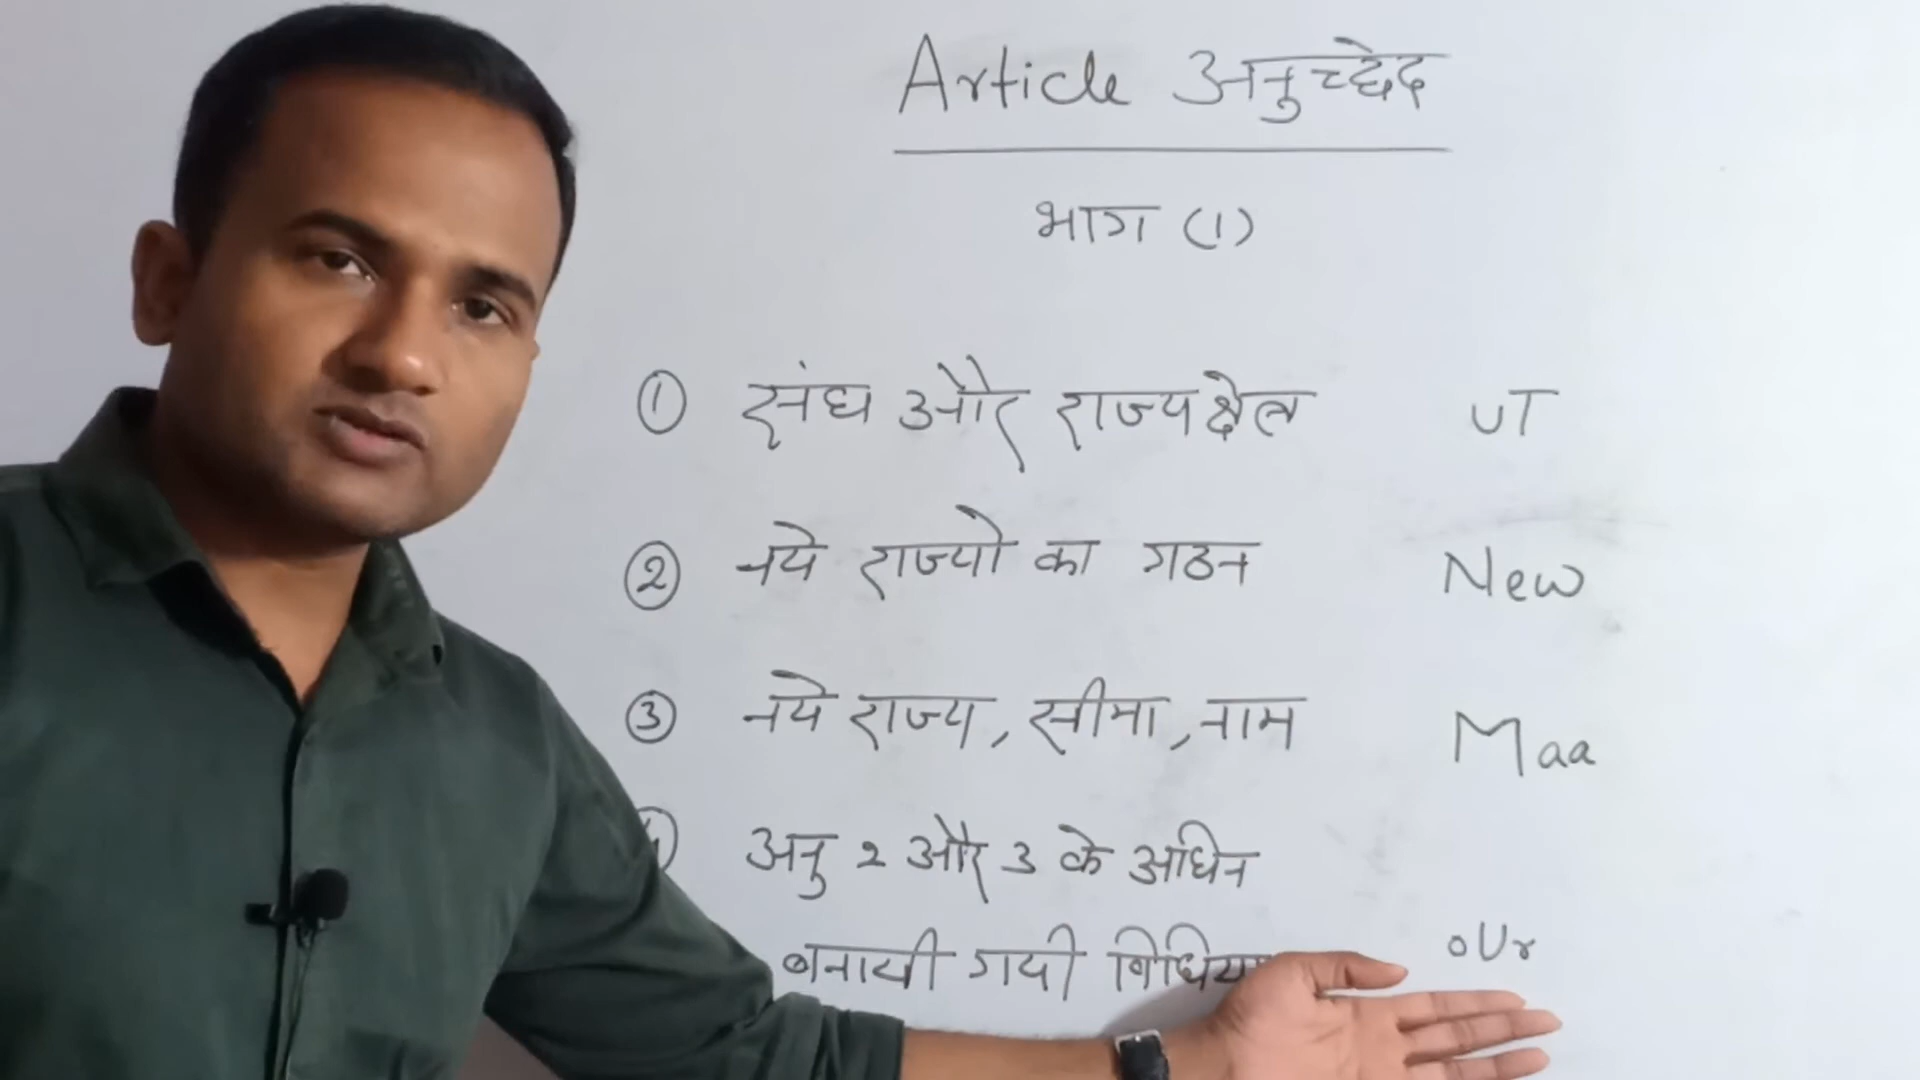 Article अनुच्छेद
भाग (1)
① संघ और राज्यक्षेत्र UT
② नये राज्यो का गठन New
③ नये राज्य, सीमा, नाम Maa
अनु 2 और 3 के अधिन
बनायी गयी oUr